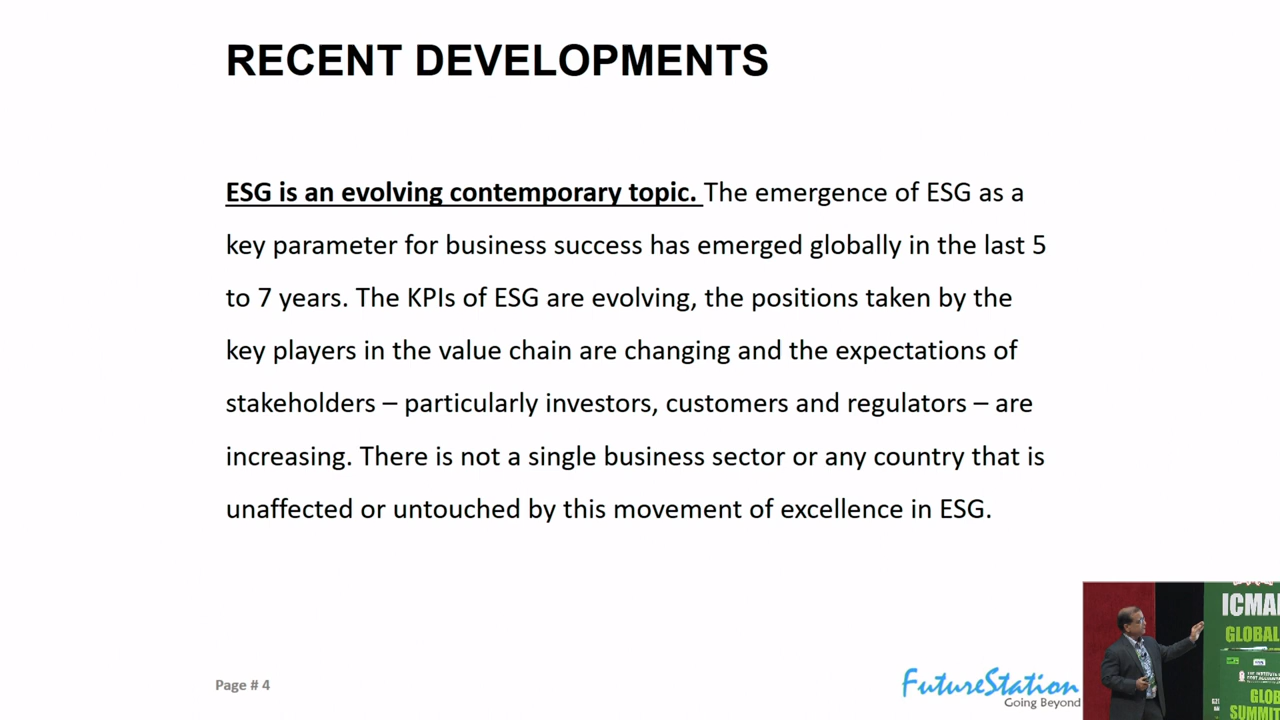 RECENT DEVELOPMENTS
ESG is an evolving contemporary topic. The emergence of ESG as a
key parameter for business success has emerged globally in the last 5
to 7 years. The KPIs of ESG are evolving, the positions taken by the
key players in the value chain are changing and the expectations of
stakeholders – particularly investors, customers and regulators – are
increasing. There is not a single business sector or any country that is
unaffected or untouched by this movement of excellence in ESG.
Page # 4
FutureStation
Going Beyond
ICMA
GLOBAL
GLOB
SUMMIT